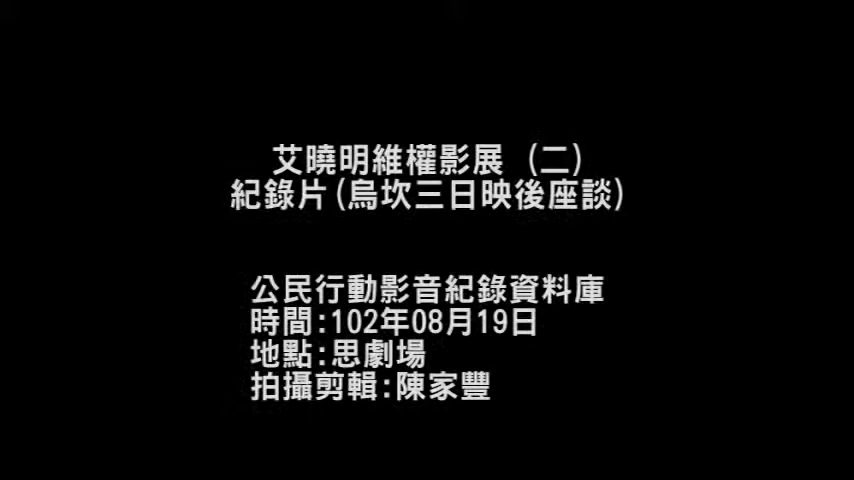 艾曉明維權影展 (二)
紀錄片(烏坎三日映後座談)
公民行動影音紀錄資料庫
時間:102年08月19日
地點:思劇場
拍攝剪輯:陳家豐